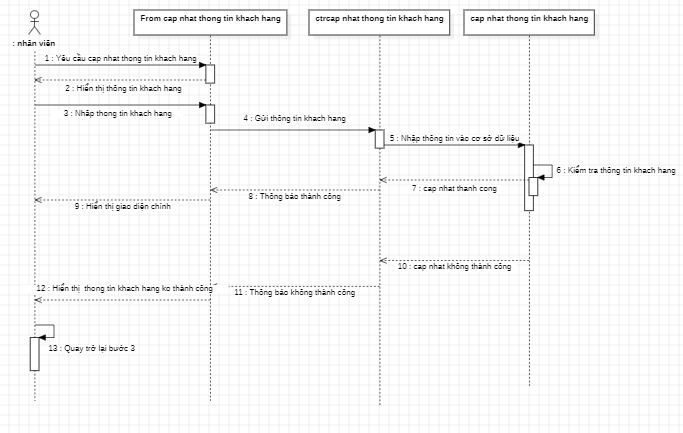 From cap nhat thong tin khach hang
ctrcap nhat thong tin khach hang
cap nhat thong tin khach hang
: nhân viên
1 : Yêu cầu cap nhat thong tin khach hang
2 : Hiển thị thông tin khach hang
3 : Nhập thong tin khach hang
4 : Gửi thông tin khach hang
5 : Nhập thông tin vào cơ sở dữ liệu
6 : Kiểm tra thông tin khach hang
7 : cap nhat thanh cong
8 : Thông báo thành công
9 : Hiển thị giao diện chính
10 : cap nhat không thành công
11 : Thông báo không thành công
12 : Hiển thị thong tin khach hang ko thành công
13 : Quay trở lại bước 3